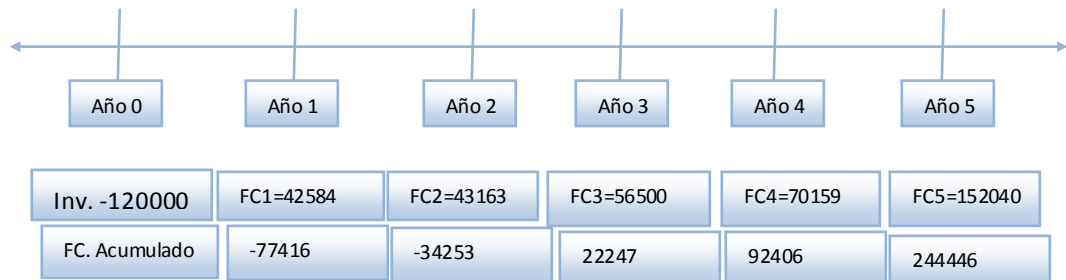 Año 0 Año 1 Año 2 Año 3 Año 4 Año 5
Inv. -120000 FC1=42584 FC2=43163 FC3=56500 FC4=70159 FC5=152040
FC. Acumulado -77416 -34253 22247 92406 244446